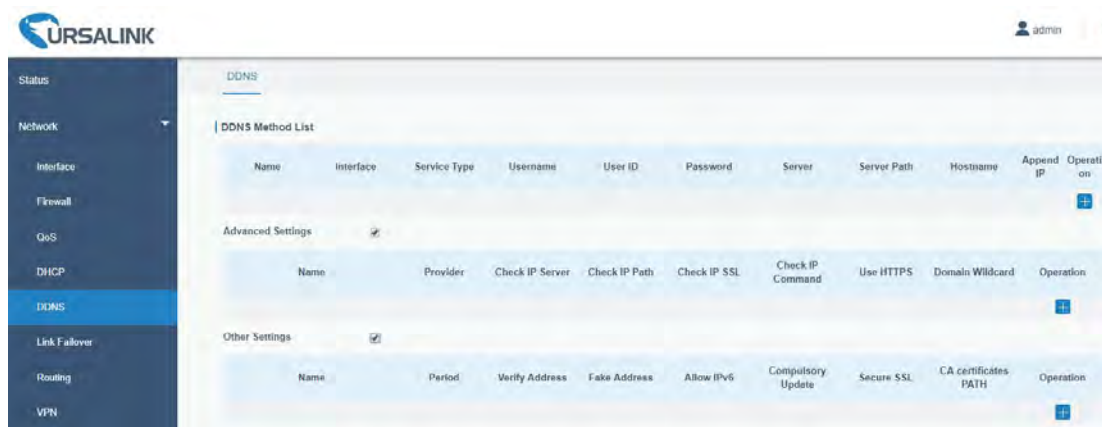 URSALINK
admin
Status
DDNS
Network
DDNS Method List
Interface
Name Interface Service Type Username User ID Password Server Server Path Hostname Append IP Operati on
Firewall
QoS
Advanced Settings
DHCP
Name Provider Check IP Server Check IP Path Check IP SSL Check IP Command Use HTTPS Domain Wildcard Operation
DDNS
Link Failover
Other Settings
Routing
Name Period Verify Address Fake Address Allow IPv6 Compulsory Update Secure SSL CA certificates PATH Operation
VPN